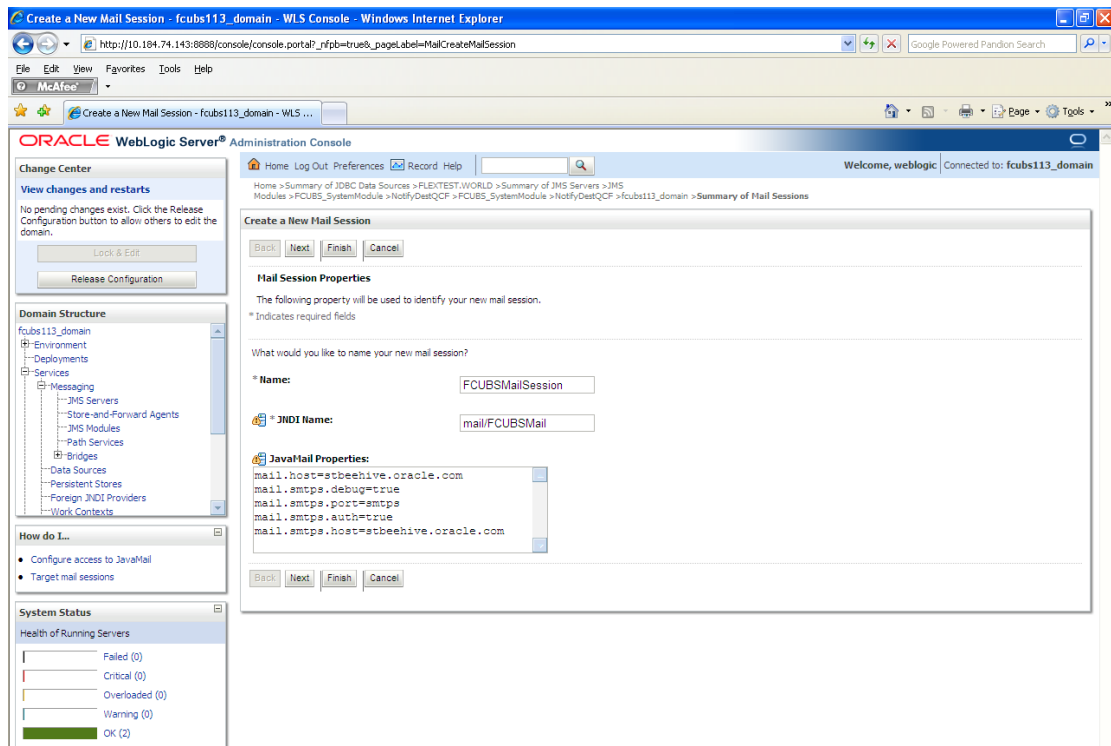 Create a New Mail Session - fcubs113_domain - WLS Console - Windows Internet Explorer
http://10.184.74.143:8888/console/console.portal?_nfpb=true&_pageLabel=MailCreateMailSession
Google Powered Pandion Search
File Edit View Favorites Tools Help
McAfee
Create a New Mail Session - fcubs113_domain - WLS ...
Page Tools »
ORACLE WebLogic Server® Administration Console
Change Center
View changes and restarts
No pending changes exist. Click the Release
Configuration button to allow others to edit the
domain.
Lock & Edit
Release Configuration
Domain Structure
fcubs113_domain
Environment
Deployments
Services
Messaging
JMS Servers
Store-and-Forward Agents
JMS Modules
Path Services
Bridges
Data Sources
Persistent Stores
Foreign JNDI Providers
Work Contexts
How do I...
Configure access to JavaMail
Target mail sessions
System Status
Health of Running Servers
Failed (0)
Critical (0)
Overloaded (0)
Warning (0)
OK (2)
Home Log Out Preferences Record Help
Welcome, weblogic Connected to: fcubs113_domain
Home >Summary of JDBC Data Sources >FLEXTEST.WORLD >Summary of JMS Servers >JMS
Modules >FCUBS_SystemModule >NotifyDestQCF >FCUBS_SystemModule >NotifyDestQCF >fcubs113_domain >Summary of Mail Sessions
Create a New Mail Session
Back Next Finish Cancel
Mail Session Properties
The following property will be used to identify your new mail session.
* Indicates required fields
What would you like to name your new mail session?
* Name: FCUBSMailSession
* JNDI Name: mail/FCUBSMail
JavaMail Properties:
mail.host=stbeehive.oracle.com
mail.smtps.debug=true
mail.smtps.port=smtps
mail.smtps.auth=true
mail.smtps.host=stbeehive.oracle.com
Back Next Finish Cancel